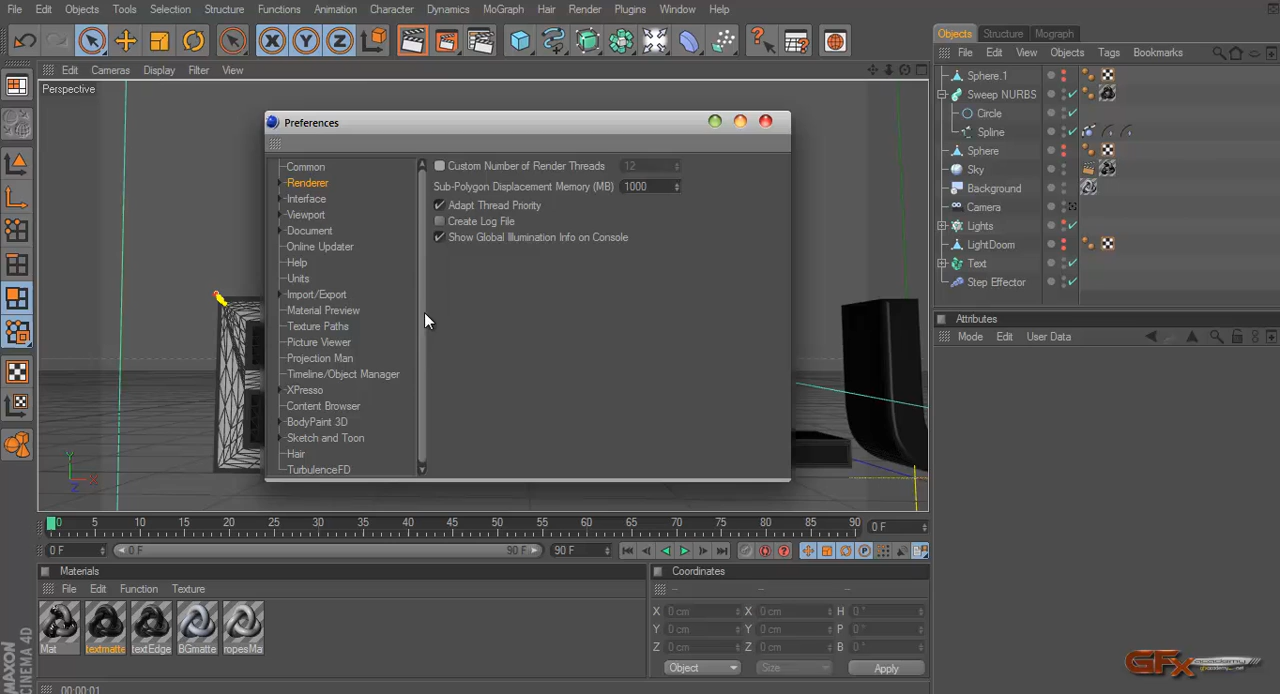 File Edit Objects Tools Selection Structure Functions Animation Character Dynamics MoGraph Hair Render Plugins Window Help
X Y Z
Objects Structure Mograph
File Edit View Objects Tags Bookmarks
Edit Cameras Display Filter View
Perspective
Sphere.1
Sweep NURBS
Circle
Spline
Sphere
Sky
Background
Camera
Lights
LightDoom
Text
Step Effector
Attributes
Mode Edit User Data
Preferences
Common
Renderer
Interface
Viewport
Document
Online Updater
Help
Units
Import/Export
Material Preview
Texture Paths
Picture Viewer
Projection Man
Timeline/Object Manager
XPresso
Content Browser
BodyPaint 3D
Sketch and Toon
Hair
TurbulenceFD
Custom Number of Render Threads 12
Sub-Polygon Displacement Memory (MB) 1000
Adapt Thread Priority
Create Log File
Show Global Illumination Info on Console
Y X Z
0 5 10 15 20 25 30 35 40 45 50 55 60 65 70 75 80 85 90 0 F
0 F 0 F 90 F 90 F
Materials
File Edit Function Texture
Mat textmatte textEdge BGmatte ropesMa
Coordinates
-- -- --
X 0 cm X 0 cm H 0 °
Y 0 cm Y 0 cm P 0 °
Z 0 cm Z 0 cm B 0 °
Object Size Apply
MAXON
CINEMA 4D
00:00:01
GFx academy